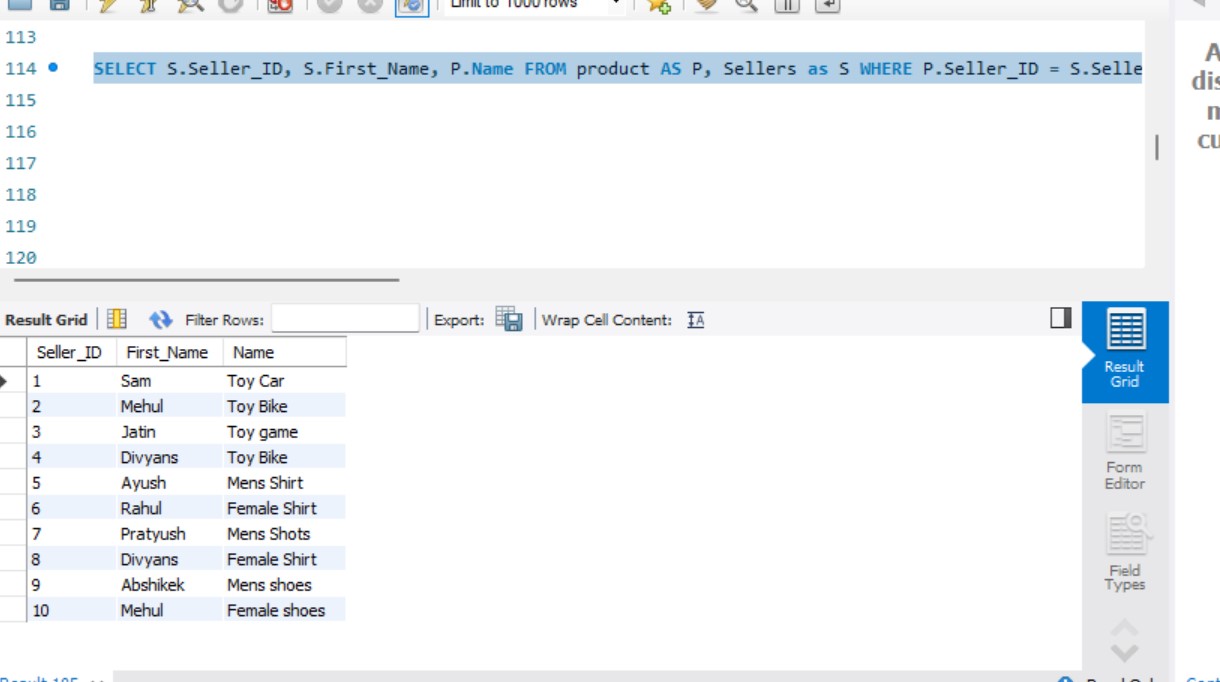 Limit to 1000 rows
113
114 SELECT S.Seller_ID, S.First_Name, P.Name FROM product AS P, Sellers as S WHERE P.Seller_ID = S.Selle
115
116
117
118
119
120
A
dis
m
cu
Result Grid Filter Rows: Export: Wrap Cell Content:
Seller_ID First_Name Name
1 Sam Toy Car
2 Mehul Toy Bike
3 Jatin Toy game
4 Divyans Toy Bike
5 Ayush Mens Shirt
6 Rahul Female Shirt
7 Pratyush Mens Shots
8 Divyans Female Shirt
9 Abshikek Mens shoes
10 Mehul Female shoes
Result
Grid
Form
Editor
Field
Types